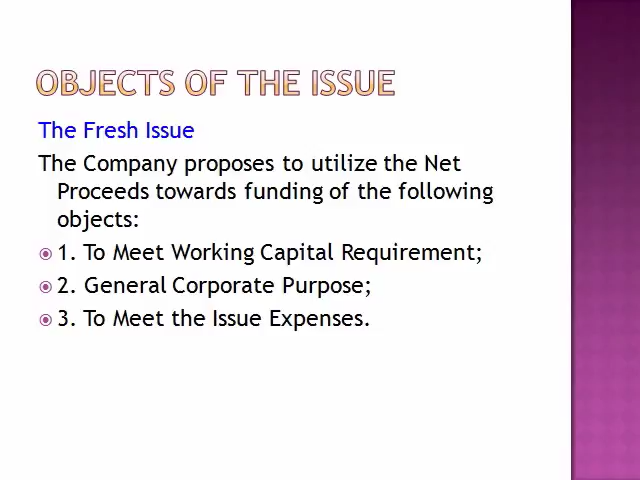 OBJECTS OF THE ISSUE
The Fresh Issue
The Company proposes to utilize the Net
Proceeds towards funding of the following
objects:
1. To Meet Working Capital Requirement;
2. General Corporate Purpose;
3. To Meet the Issue Expenses.